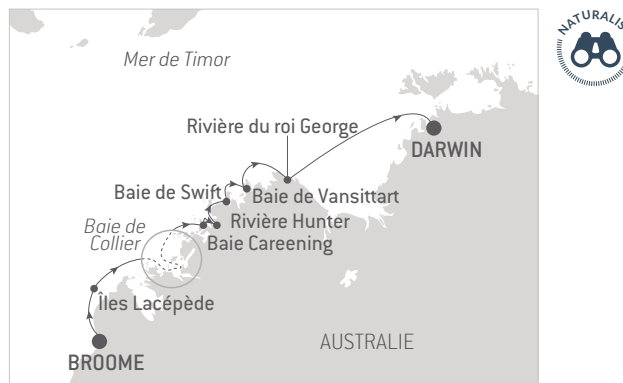 NATURALIS
Mer de Timor
Rivière du roi George
DARWIN
Baie de Swift
Baie de Vansittart
Baie de
Collier
Rivière Hunter
Baie Careening
Îles Lacépède
AUSTRALIE
BROOME